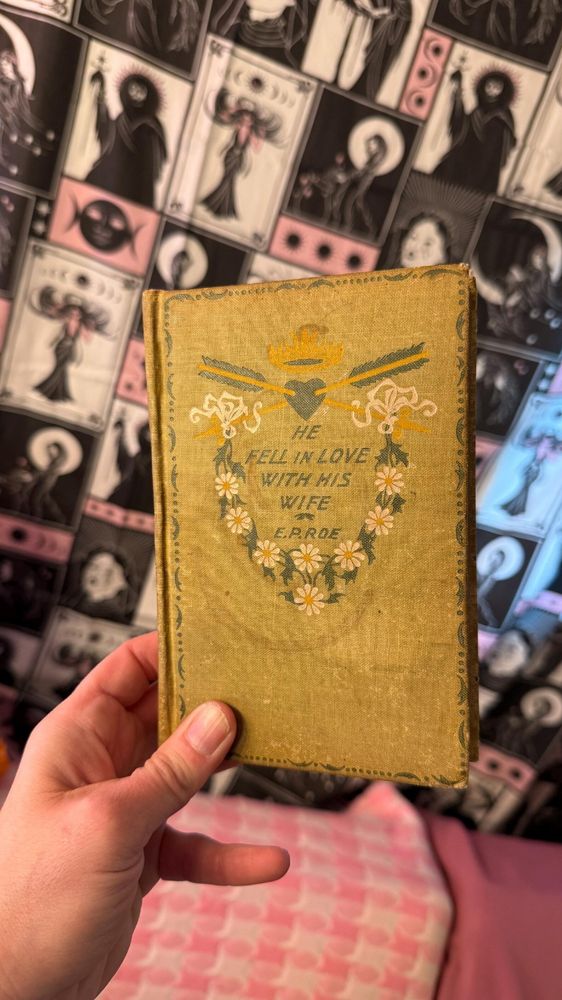 HE
FELL IN LOVE
WITH HIS
WIFE
E.P. ROE